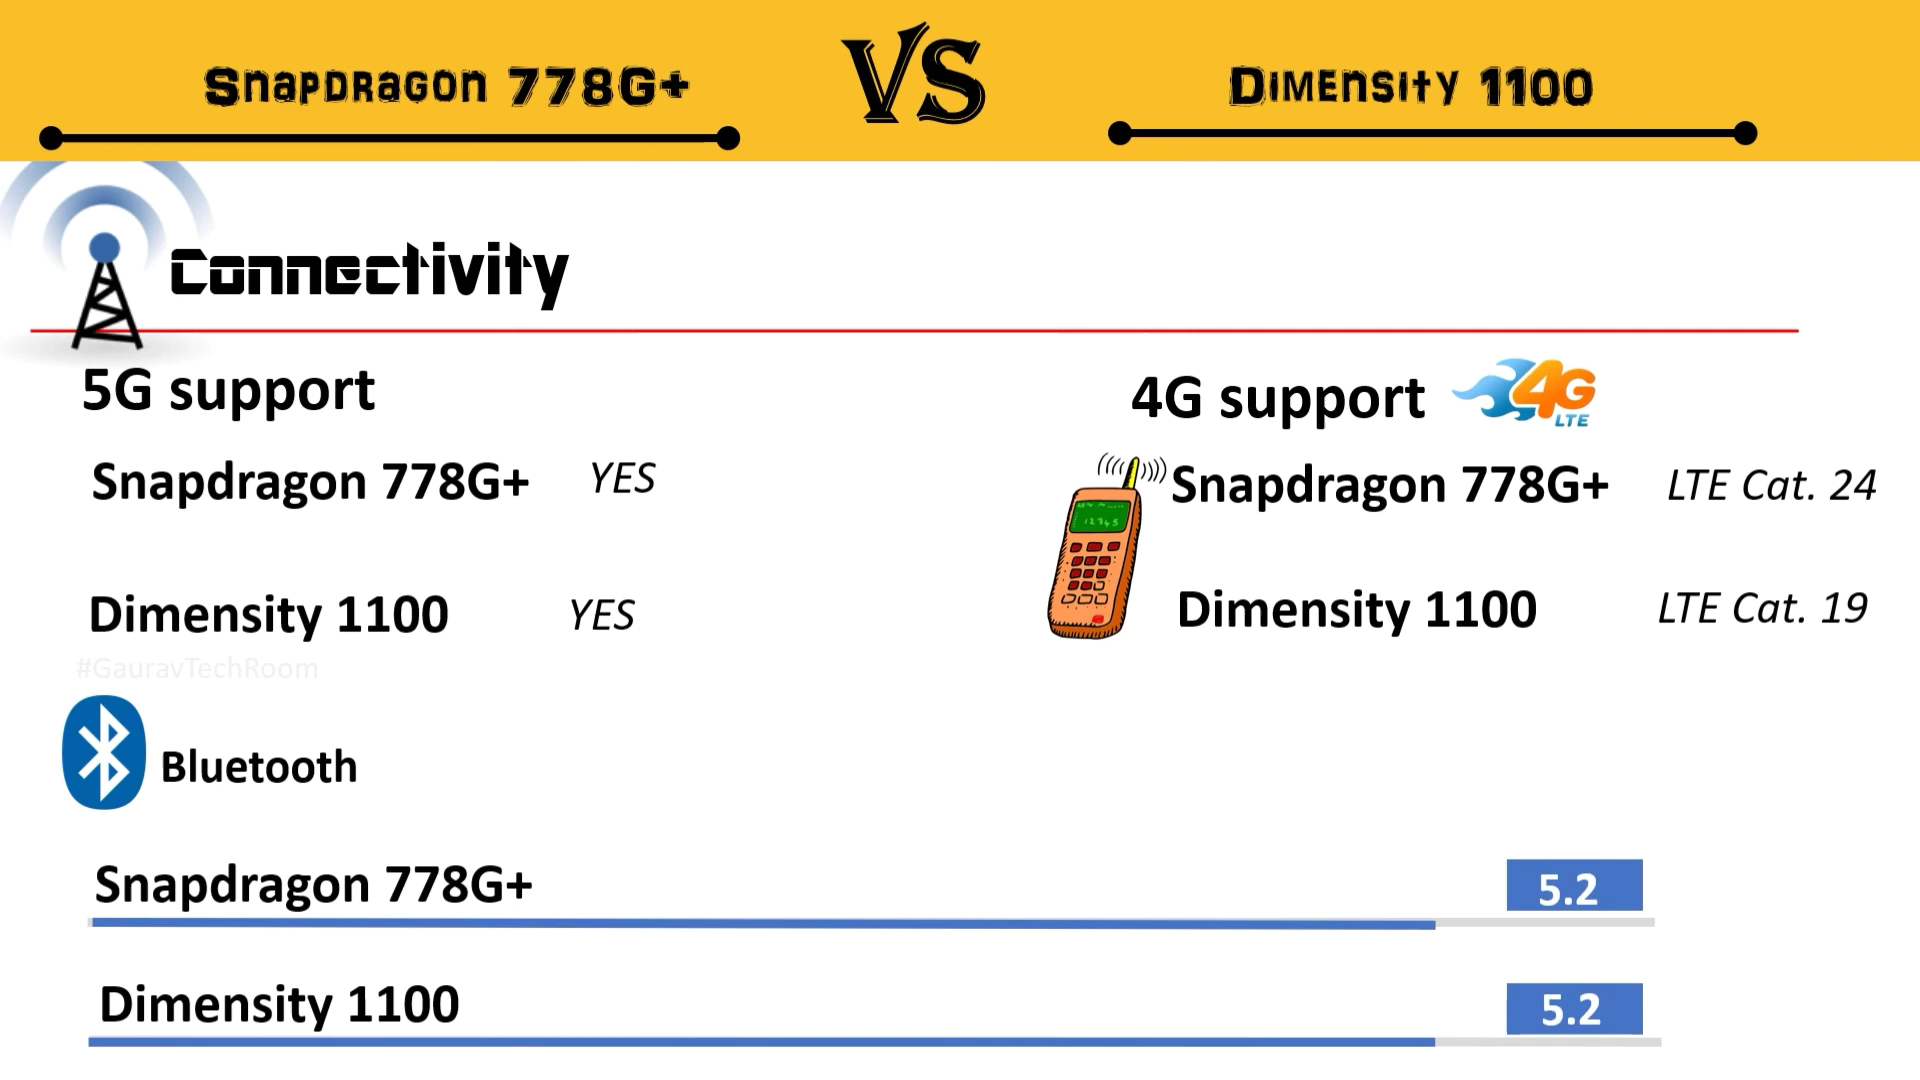 Snapdragon 778G+
VS
Dimensity 1100
Connectivity
5G support
Snapdragon 778G+ YES
Dimensity 1100 YES
#GauravTechRoom
4G support
4G
LTE
Snapdragon 778G+ LTE Cat. 24
12345
Dimensity 1100 LTE Cat. 19
Bluetooth
Snapdragon 778G+ 5.2
Dimensity 1100 5.2